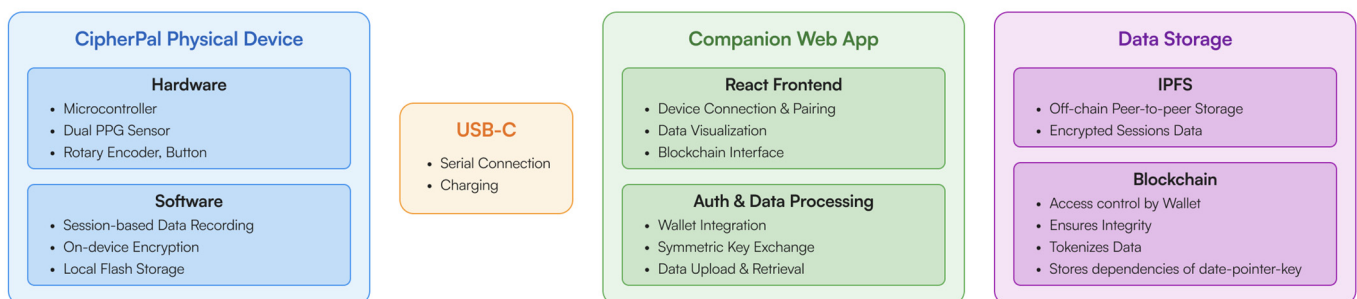 CipherPal Physical Device
Hardware
• Microcontroller
• Dual PPG Sensor
• Rotary Encoder, Button
Software
• Session-based Data Recording
• On-device Encryption
• Local Flash Storage
USB-C
• Serial Connection
• Charging
Companion Web App
React Frontend
• Device Connection & Pairing
• Data Visualization
• Blockchain Interface
Auth & Data Processing
• Wallet Integration
• Symmetric Key Exchange
• Data Upload & Retrieval
Data Storage
IPFS
• Off-chain Peer-to-peer Storage
• Encrypted Sessions Data
Blockchain
• Access control by Wallet
• Ensures Integrity
• Tokenizes Data
• Stores dependencies of date-pointer-key